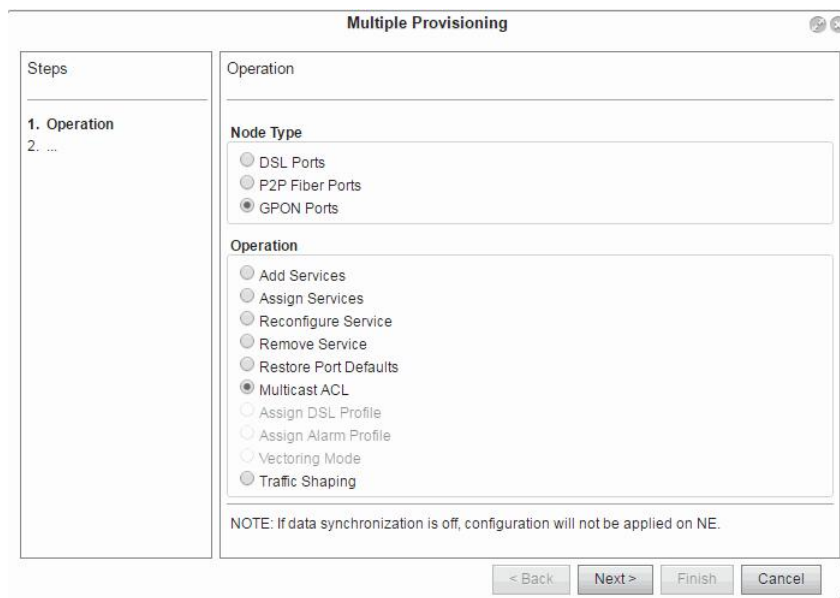 Multiple Provisioning
Steps
1. Operation
2. ...
Operation
Node Type
DSL Ports
P2P Fiber Ports
GPON Ports
Operation
Add Services
Assign Services
Reconfigure Service
Remove Service
Restore Port Defaults
Multicast ACL
Assign DSL Profile
Assign Alarm Profile
Vectoring Mode
Traffic Shaping
NOTE: If data synchronization is off, configuration will not be applied on NE.
< Back
Next >
Finish
Cancel